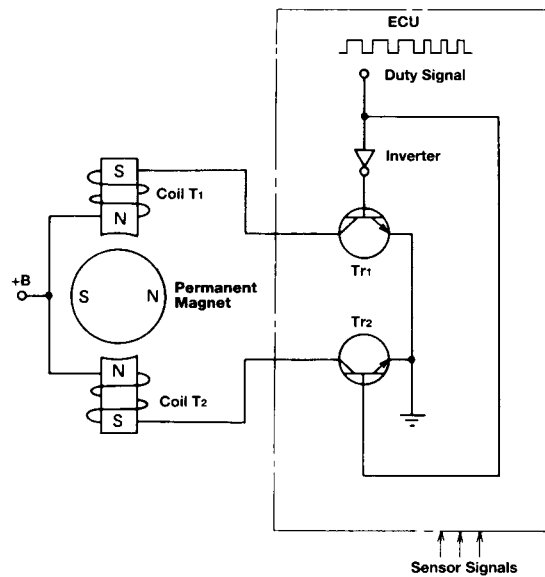 ECU
Duty Signal
Inverter
S
Coil T1
N
Tr1
+B
S
N
Permanent
Magnet
Tr2
N
Coil T2
S
Sensor Signals